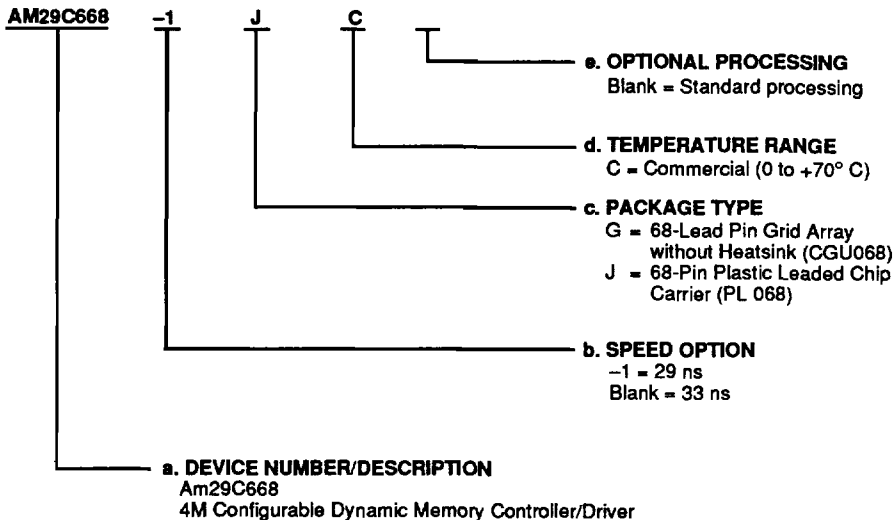 AM29C668 –1 J C
e. OPTIONAL PROCESSING
Blank = Standard processing
d. TEMPERATURE RANGE
C = Commercial (0 to +70° C)
c. PACKAGE TYPE
G = 68-Lead Pin Grid Array
without Heatsink (CGU068)
J = 68-Pin Plastic Leaded Chip
Carrier (PL 068)
b. SPEED OPTION
–1 = 29 ns
Blank = 33 ns
a. DEVICE NUMBER/DESCRIPTION
Am29C668
4M Configurable Dynamic Memory Controller/Driver